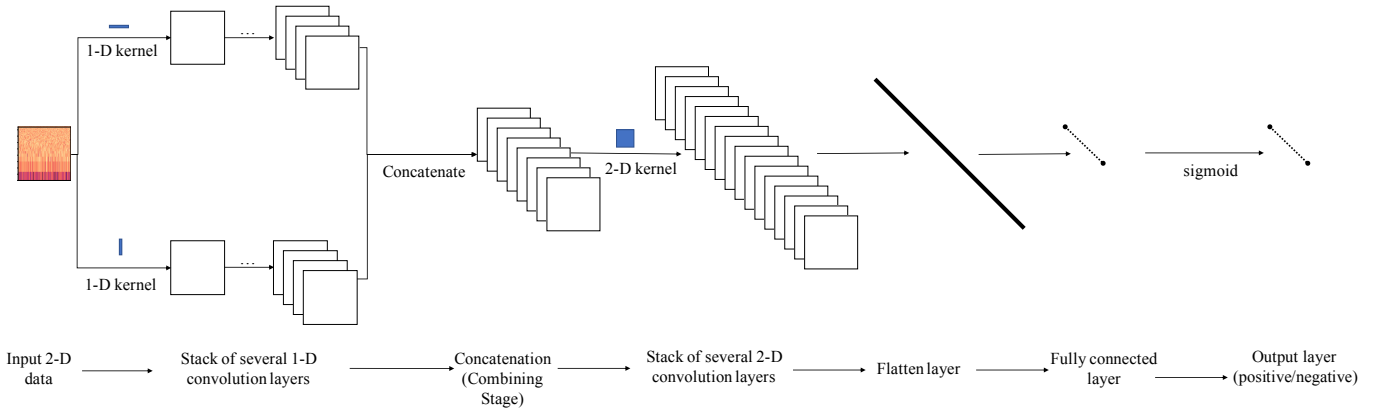 1-D kernel
...
Concatenate
2-D kernel
sigmoid
1-D kernel
...
Input 2-D
data
Stack of several 1-D
convolution layers
Concatenation
(Combining
Stage)
Stack of several 2-D
convolution layers
Flatten layer
Fully connected
layer
Output layer
(positive/negative)